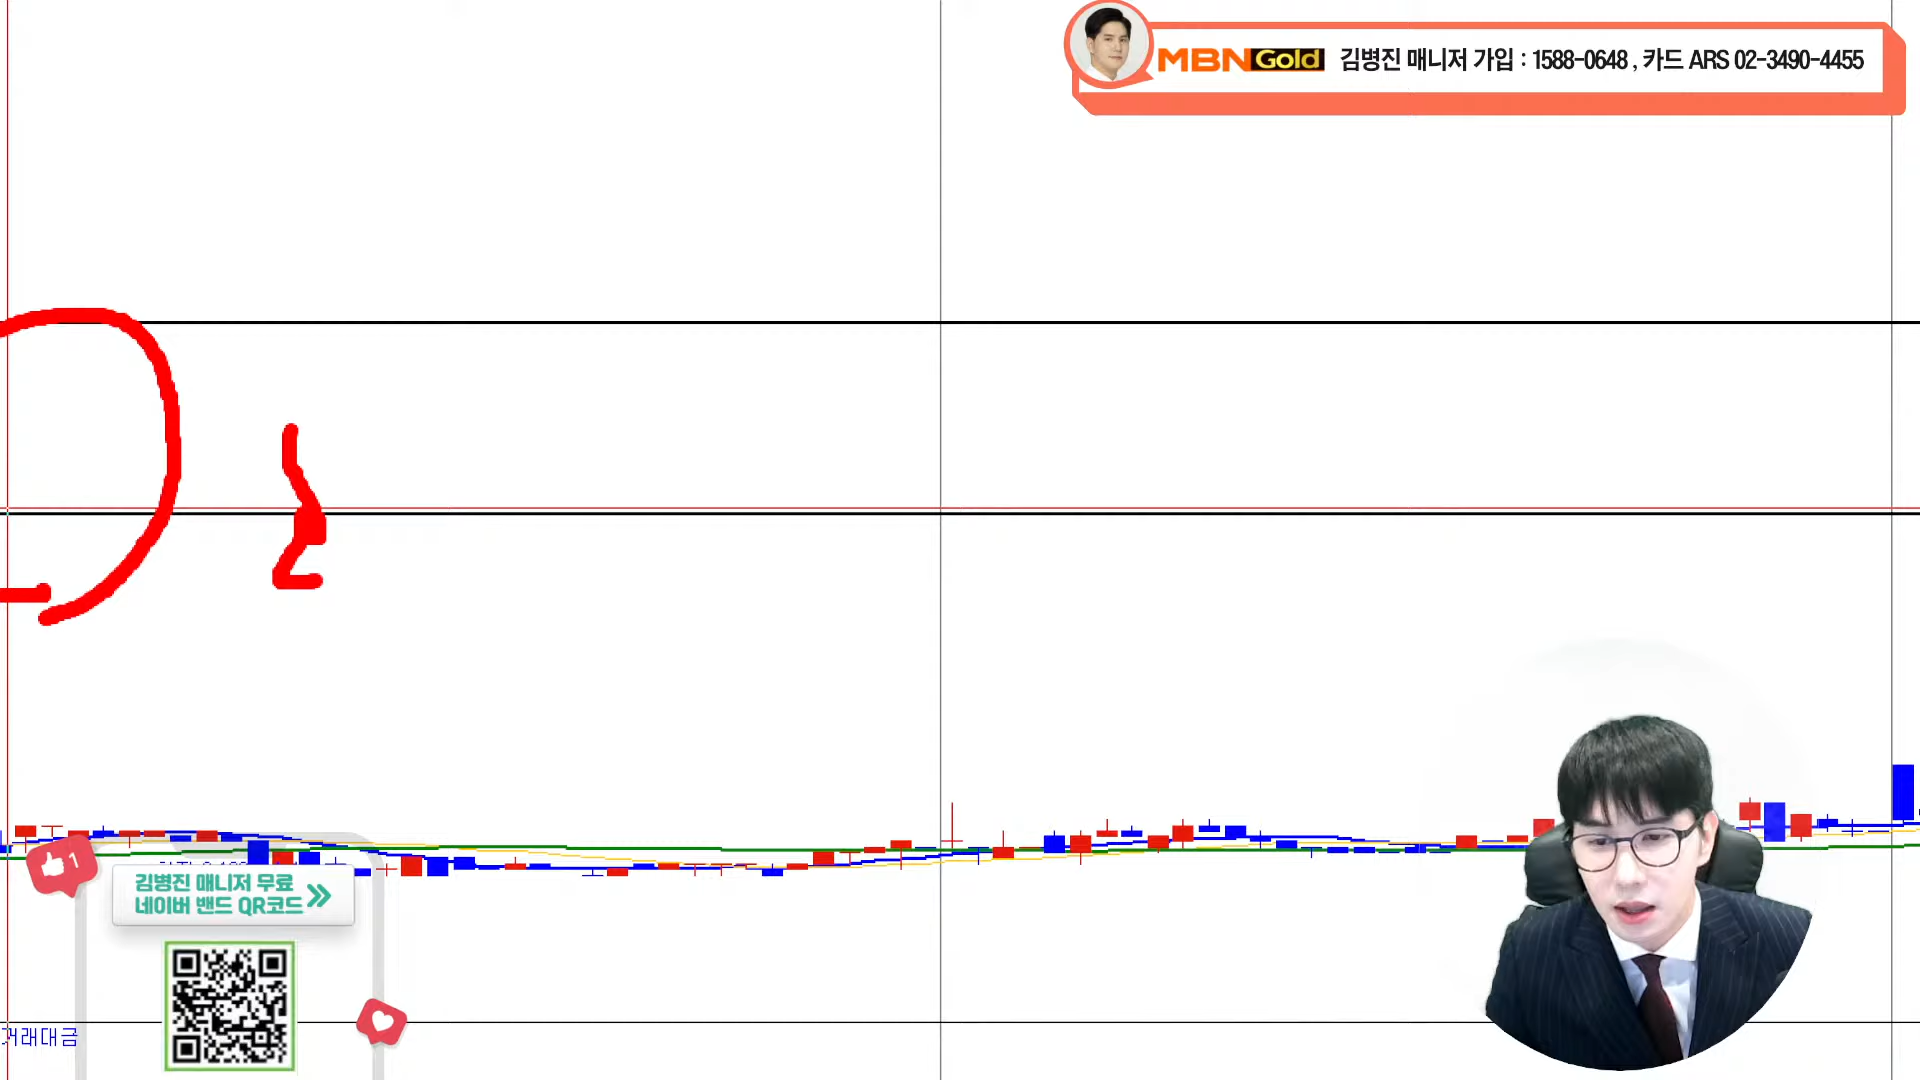 MBN Gold 김병진 매니저 가입 : 1588-0648 , 카드 ARS 02-3490-4455
1
김병진 매니저 무료
네이버 밴드 QR코드 »
거래대금